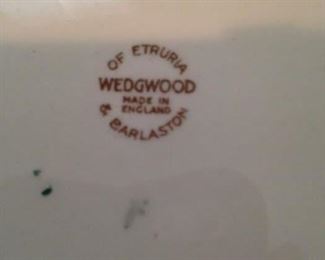 OF ETRURIA
WEDGWOOD
MADE IN
ENGLAND
& BARLASTON